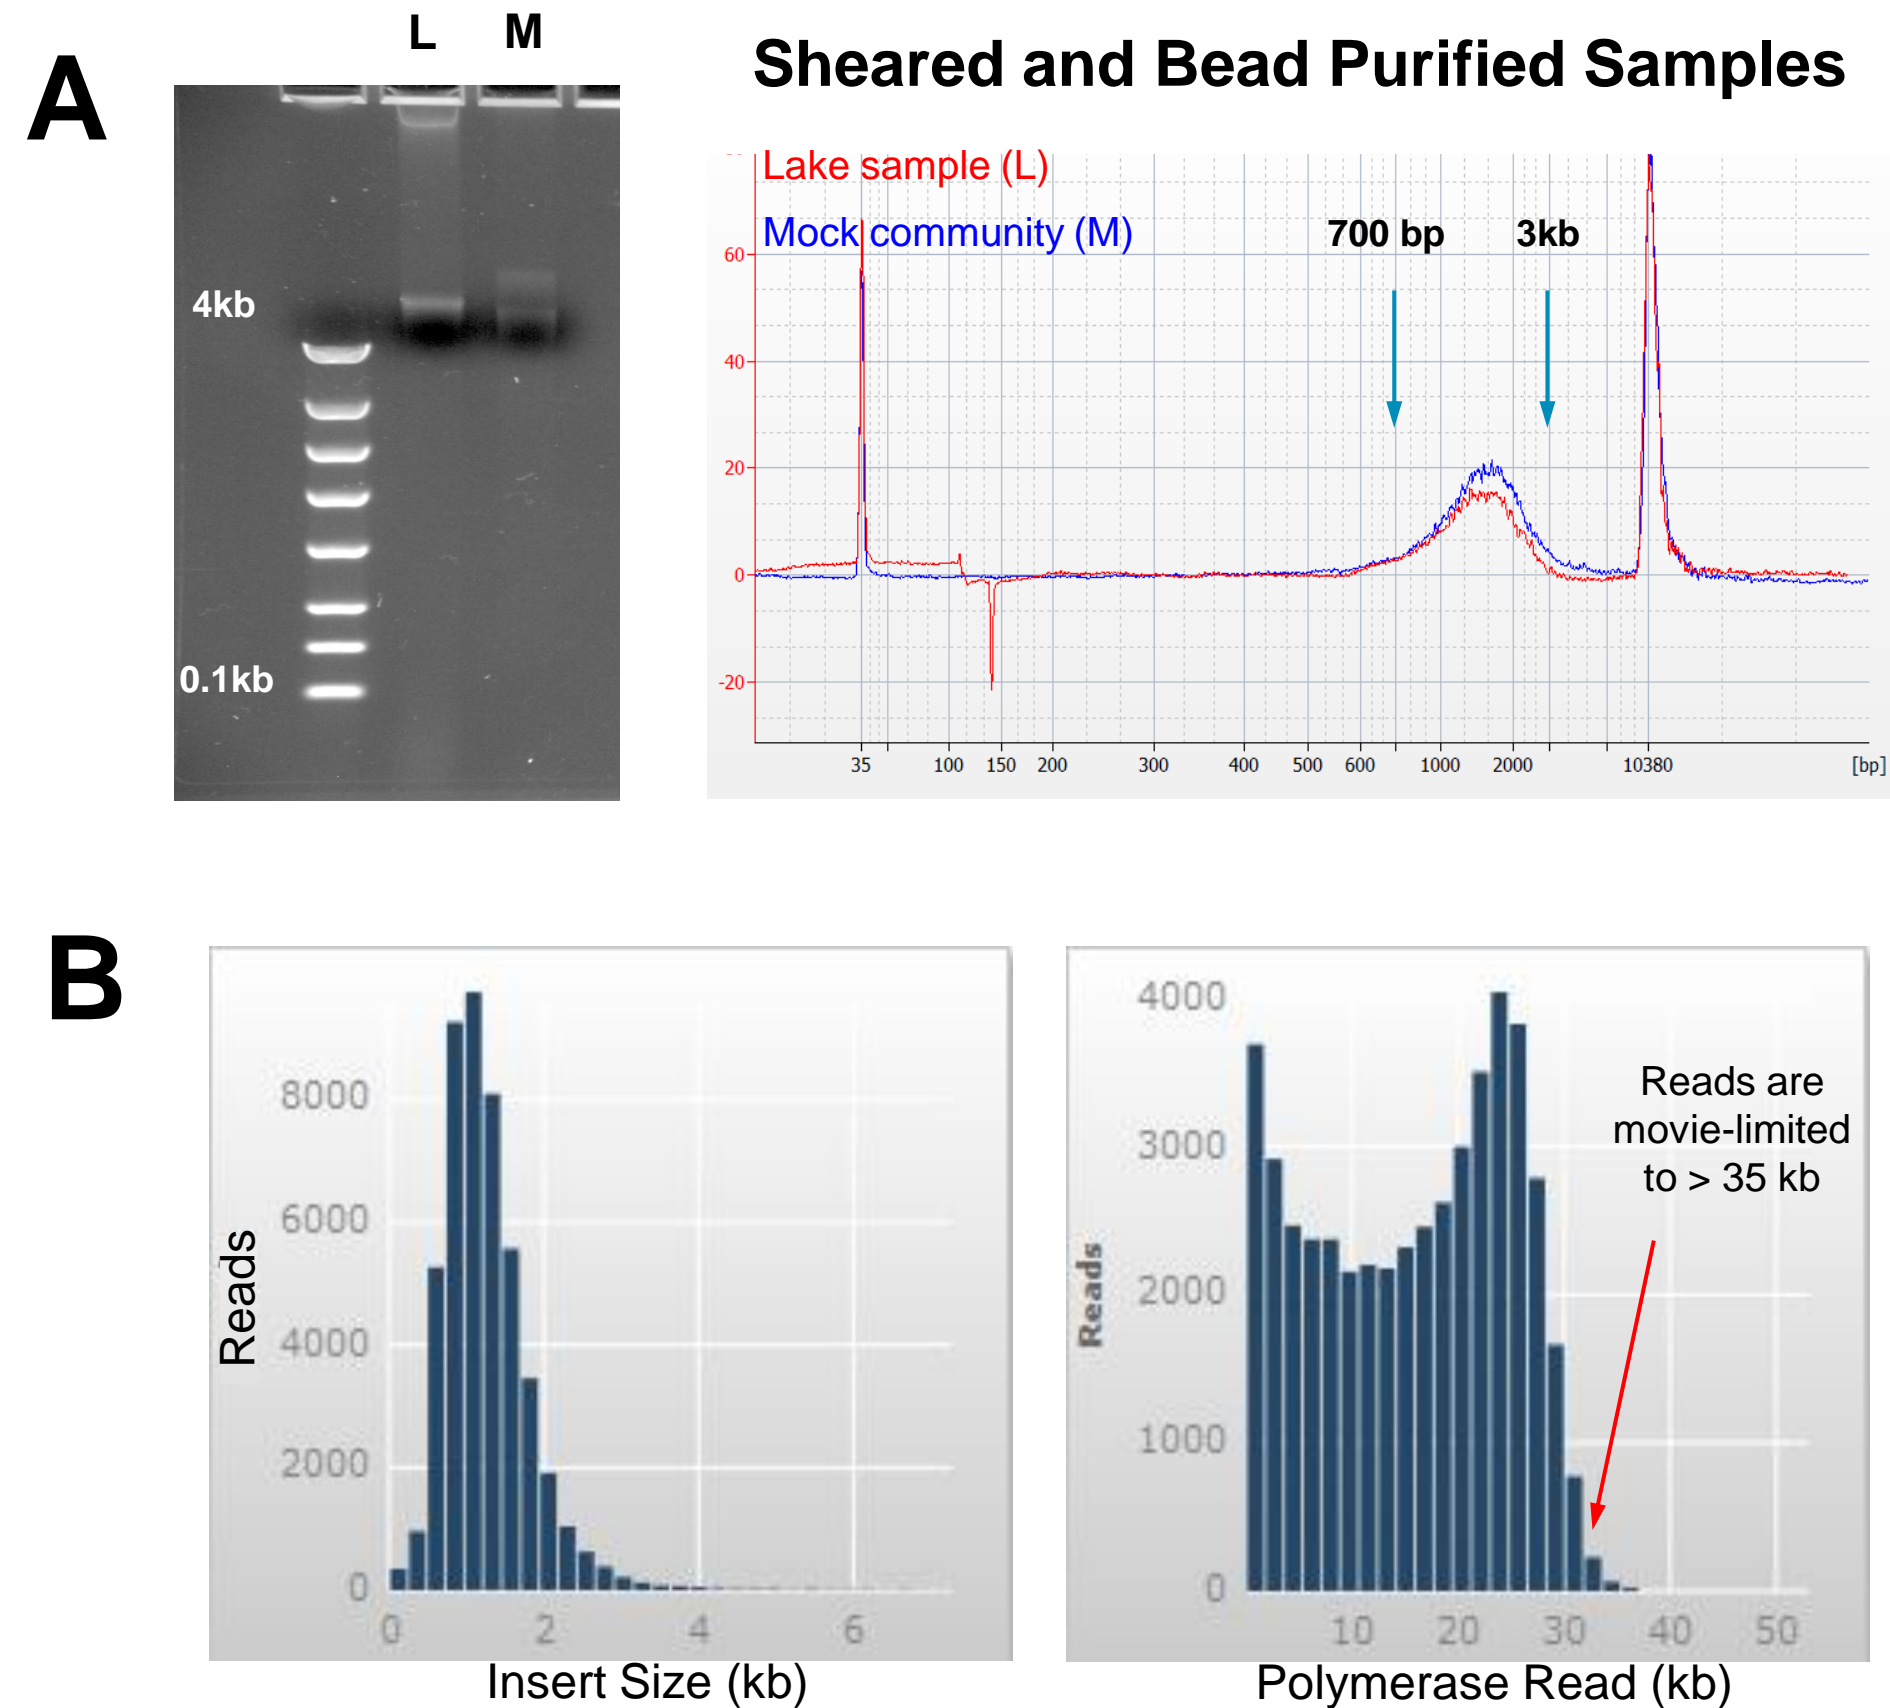 A
L M
4kb
0.1kb
Sheared and Bead Purified Samples
Lake sample (L)
Mock community (M)
700 bp 3kb
60
40
20
0
-20
35 100 150 200 300 400 500 600 1000 2000 10380 [bp]
B
Reads
8000
6000
4000
2000
0
0 2 4 6
Insert Size (kb)
Reads
4000
3000
2000
1000
0
10 20 30 40 50
Polymerase Read (kb)
Reads are
movie-limited
to > 35 kb